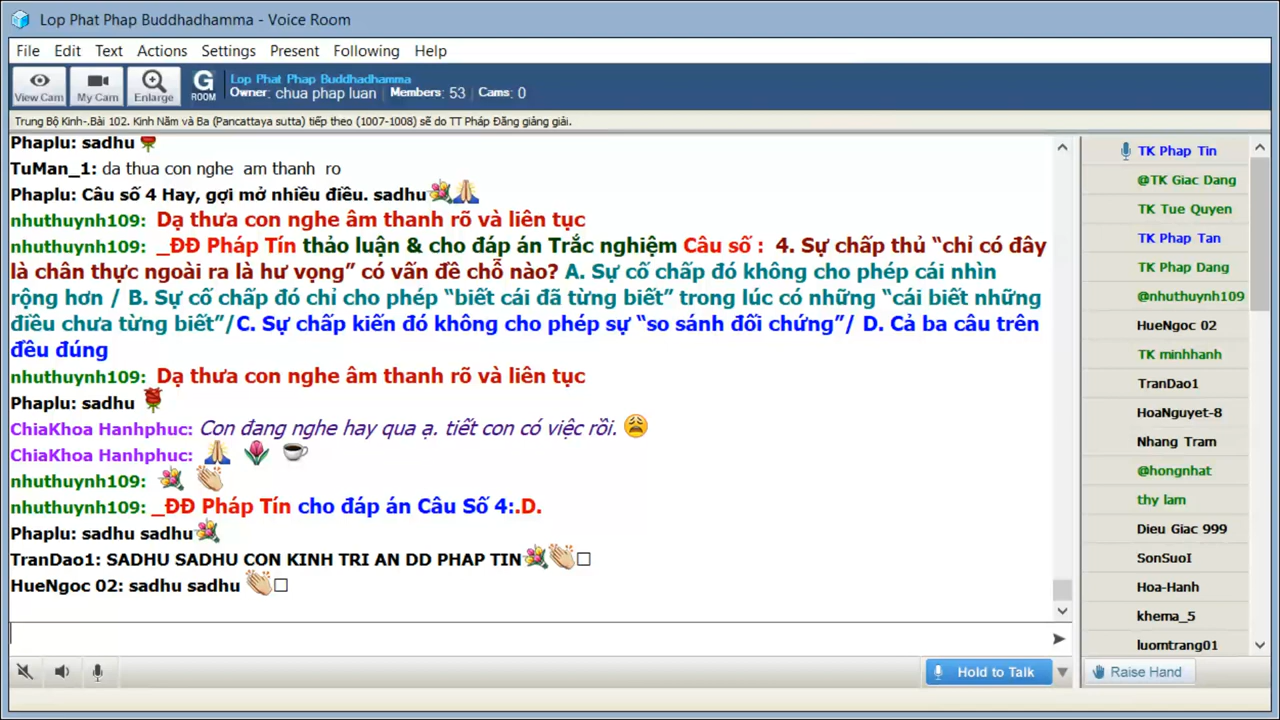 Lop Phat Phap Buddhadhamma - Voice Room
File Edit Text Actions Settings Present Following Help
View Cam My Cam Enlarge G ROOM
Lop Phat Phap Buddhadhamma
Owner: chua phap luan | Members: 53 | Cams: 0
Trung Bộ Kinh-.Bài 102. Kinh Năm và Ba (Pancattaya sutta) tiếp theo (1007-1008) sẽ do TT Pháp Đăng giảng giải.
Phaplu: sadhu
TuMan_1: da thua con nghe am thanh ro
Phaplu: Câu số 4 Hay, gợi mở nhiều điều. sadhu
nhuthuynh109: Dạ thưa con nghe âm thanh rõ và liên tục
nhuthuynh109: _ĐĐ Pháp Tín thảo luận & cho đáp án Trắc nghiệm Câu số : 4. Sự chấp thủ “chỉ có đây
là chân thực ngoài ra là hư vọng” có vấn đề chỗ nào? A. Sự cố chấp đó không cho phép cái nhìn
rộng hơn / B. Sự cố chấp đó chỉ cho phép “biết cái đã từng biết” trong lúc có những “cái biết những
điều chưa từng biết”/C. Sự chấp kiến đó không cho phép sự “so sánh đối chứng”/ D. Cả ba câu trên
đều đúng
nhuthuynh109: Dạ thưa con nghe âm thanh rõ và liên tục
Phaplu: sadhu
ChiaKhoa Hanhphuc: Con đang nghe hay qua ạ. tiết con có việc rồi.
ChiaKhoa Hanhphuc:
nhuthuynh109:
nhuthuynh109: _ĐĐ Pháp Tín cho đáp án Câu Số 4:.D.
Phaplu: sadhu sadhu
TranDao1: SADHU SADHU CON KINH TRI AN DD PHAP TIN
HueNgoc 02: sadhu sadhu
Hold to Talk
TK Phap Tin
@TK Giac Dang
TK Tue Quyen
TK Phap Tan
TK Phap Dang
@nhuthuynh109
HueNgoc 02
TK minhhanh
TranDao1
HoaNguyet-8
Nhang Tram
@hongnhat
thy lam
Dieu Giac 999
SonSuoI
Hoa-Hanh
khema_5
luomtrang01
Raise Hand